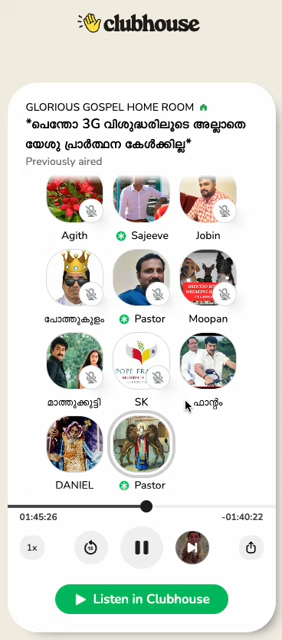 clubhouse
GLORIOUS GOSPEL HOME ROOM
*പെന്തോ 3G വിശുദ്ധരിലൂടെ അല്ലാതെ
യേശു പ്രാർത്ഥന കേൾക്കില്ല*
Previously aired
Agith Sajeeve Jobin
പോത്തുകുളം Pastor Moopan
മാത്തുക്കുട്ടി SK ഫാന്റം
DANIEL Pastor
01:45:26 -01:40:22
1x 15
Listen in Clubhouse